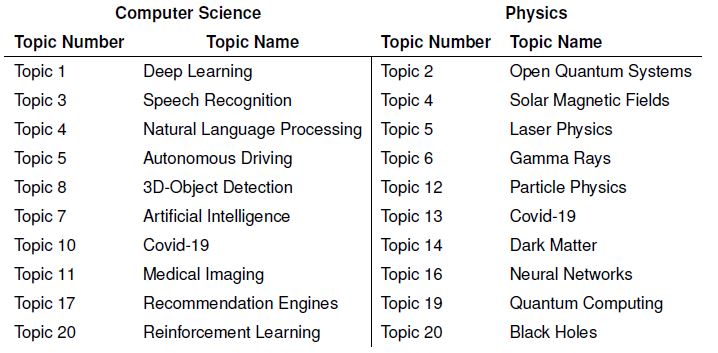 Computer Science Physics
Topic Number Topic Name Topic Number Topic Name
Topic 1 Deep Learning Topic 2 Open Quantum Systems
Topic 3 Speech Recognition Topic 4 Solar Magnetic Fields
Topic 4 Natural Language Processing Topic 5 Laser Physics
Topic 5 Autonomous Driving Topic 6 Gamma Rays
Topic 8 3D-Object Detection Topic 12 Particle Physics
Topic 7 Artificial Intelligence Topic 13 Covid-19
Topic 10 Covid-19 Topic 14 Dark Matter
Topic 11 Medical Imaging Topic 16 Neural Networks
Topic 17 Recommendation Engines Topic 19 Quantum Computing
Topic 20 Reinforcement Learning Topic 20 Black Holes